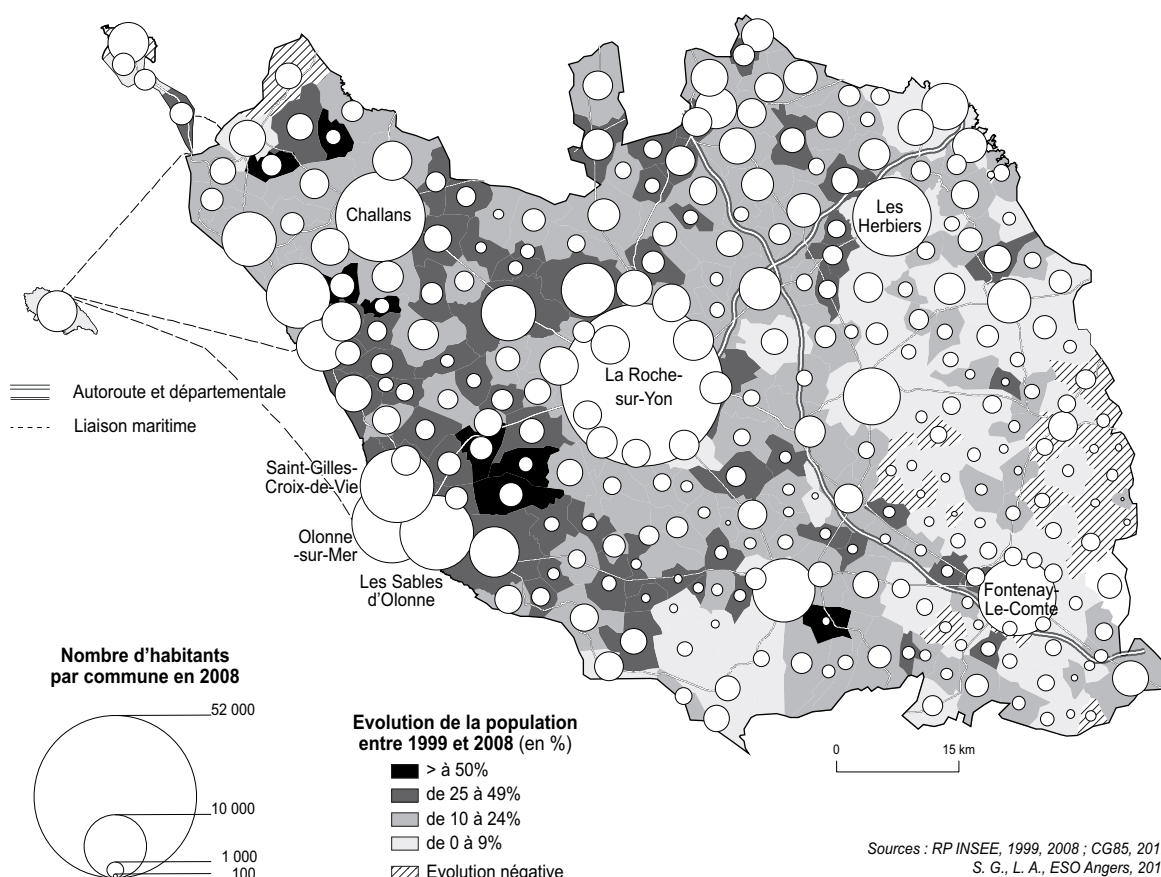 Challans
Les
Herbiers
La Roche-
sur-Yon
Autoroute et départementale
Liaison maritime
Saint-Gilles-
Croix-de-Vie
Olonne
-sur-Mer
Les Sables
d’Olonne
Fontenay-
Le-Comte
Nombre d’habitants
par commune en 2008
52 000
10 000
1 000
100
Evolution de la population
entre 1999 et 2008 (en %)
> à 50%
de 25 à 49%
de 10 à 24%
de 0 à 9%
Evolution négative
0 15 km
Sources : RP INSEE, 1999, 2008 ; CG85, 201
S. G., L. A., ESO Angers, 201